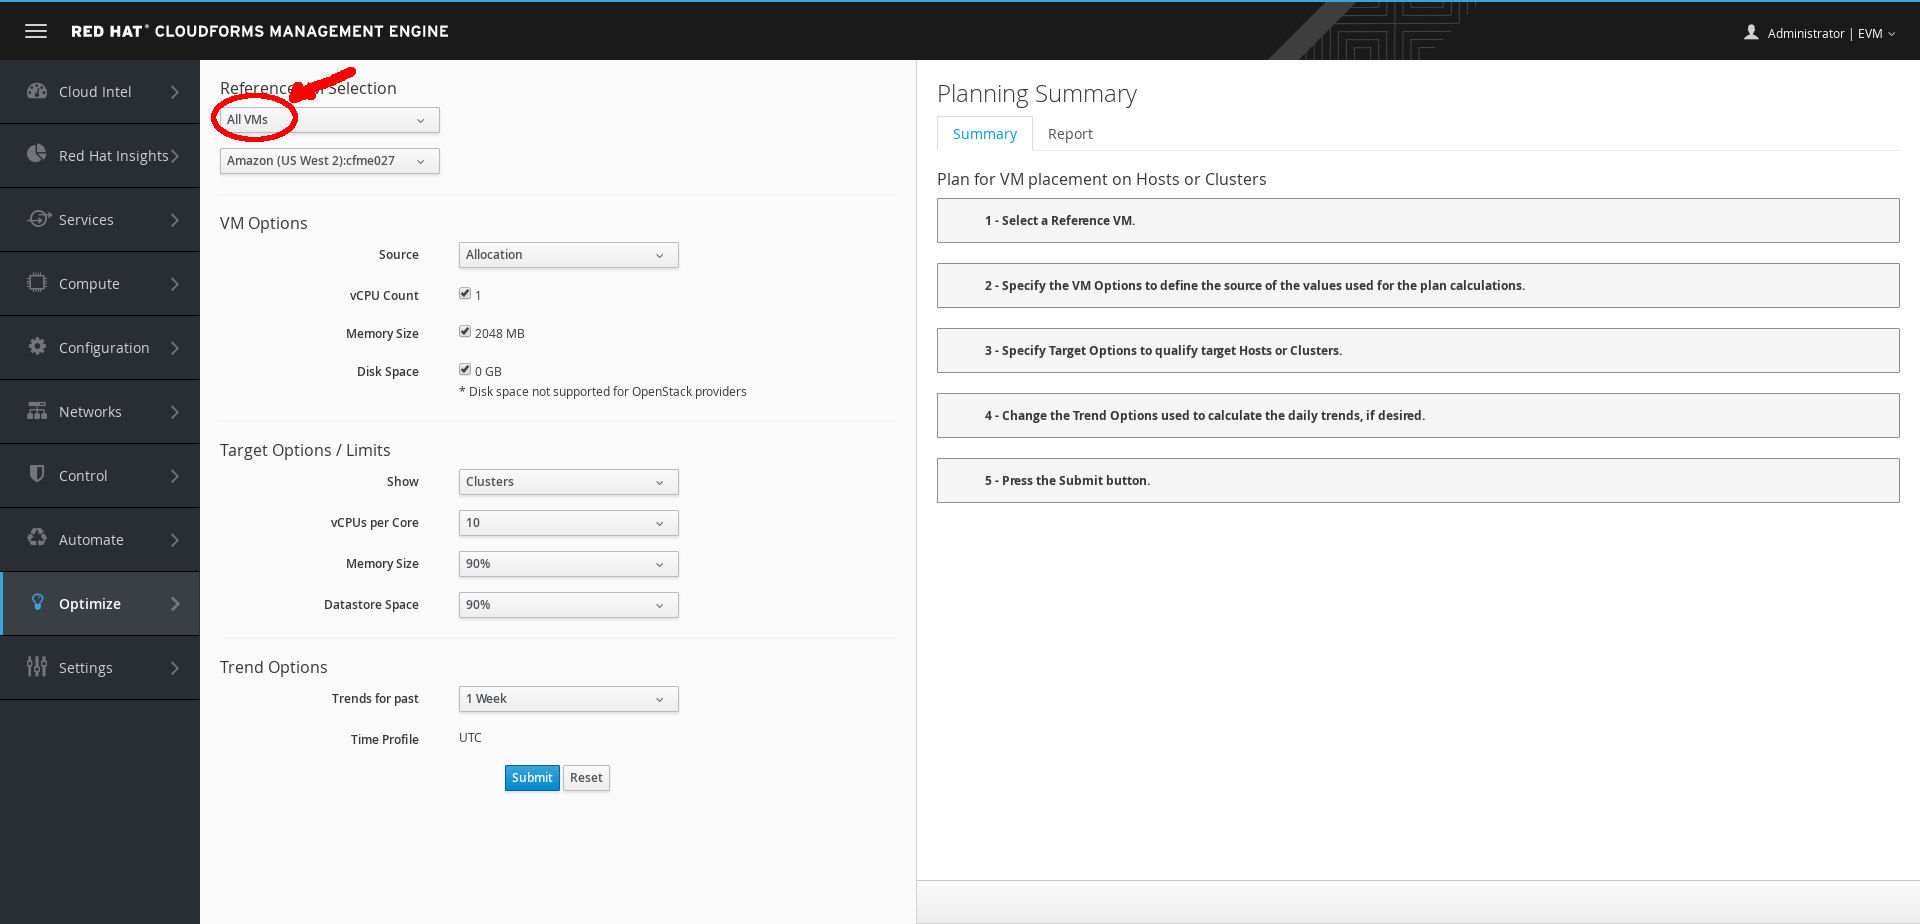 RED HAT® CLOUDFORMS MANAGEMENT ENGINE
Administrator | EVM
Cloud Intel
Red Hat Insights
Services
Compute
Configuration
Networks
Control
Automate
Optimize
Settings
Reference Selection
All VMs
Amazon (US West 2):cfme027
VM Options
Source Allocation
vCPU Count 1
Memory Size 2048 MB
Disk Space 0 GB
* Disk space not supported for OpenStack providers
Target Options / Limits
Show Clusters
vCPUs per Core 10
Memory Size 90%
Datastore Space 90%
Trend Options
Trends for past 1 Week
Time Profile UTC
Submit Reset
Planning Summary
Summary Report
Plan for VM placement on Hosts or Clusters
1 - Select a Reference VM.
2 - Specify the VM Options to define the source of the values used for the plan calculations.
3 - Specify Target Options to qualify target Hosts or Clusters.
4 - Change the Trend Options used to calculate the daily trends, if desired.
5 - Press the Submit button.